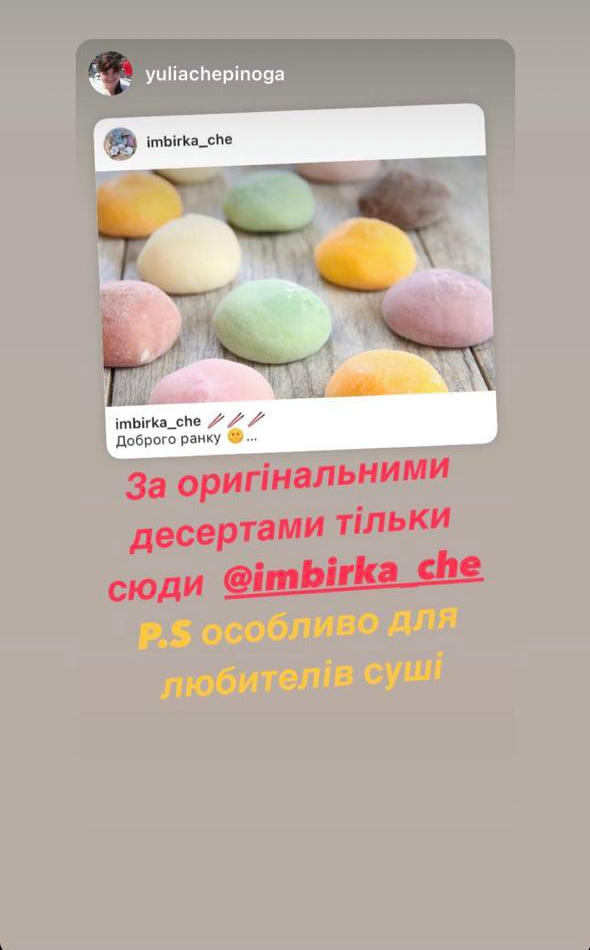 yuliachepinoga
imbirka_che
imbirka_che 🥢🥢🥢
Доброго ранку 🌝...
За оригінальними
десертами тільки
сюди @imbirka_che
P.S особливо для
любителів суші